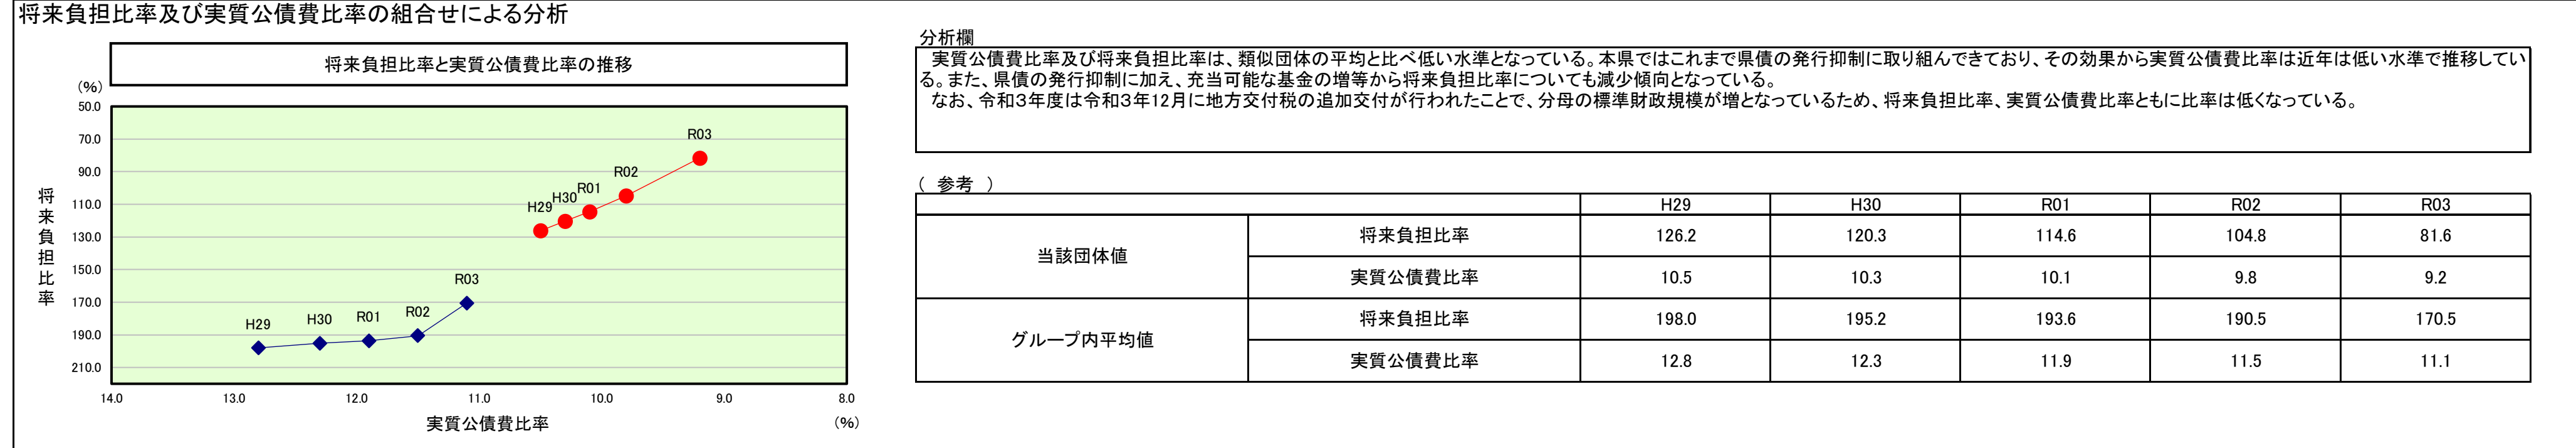 将来負担比率及び実質公債費比率の組合せによる分析
将来負担比率と実質公債費比率の推移
(%)
50.0
70.0
90.0
110.0
130.0
150.0
170.0
190.0
210.0
将来負担比率
R03
R02
R01
H30
H29
R03
R02
R01
H30
H29
14.0 13.0 12.0 11.0 10.0 9.0 8.0
実質公債費比率
(%)
分析欄
実質公債費比率及び将来負担比率は、類似団体の平均と比べ低い水準となっている。本県ではこれまで県債の発行抑制に取り組んできており、その効果から実質公債費比率は近年は低い水準で推移してい
る。また、県債の発行抑制に加え、充当可能な基金の増等から将来負担比率についても減少傾向となっている。
なお、令和3年度は令和3年12月に地方交付税の追加交付が行われたことで、分母の標準財政規模が増となっているため、将来負担比率、実質公債費比率ともに比率は低くなっている。
（ 参考 ）
H29 H30 R01 R02 R03
当該団体値
将来負担比率 126.2 120.3 114.6 104.8 81.6
実質公債費比率 10.5 10.3 10.1 9.8 9.2
グループ内平均値
将来負担比率 198.0 195.2 193.6 190.5 170.5
実質公債費比率 12.8 12.3 11.9 11.5 11.1